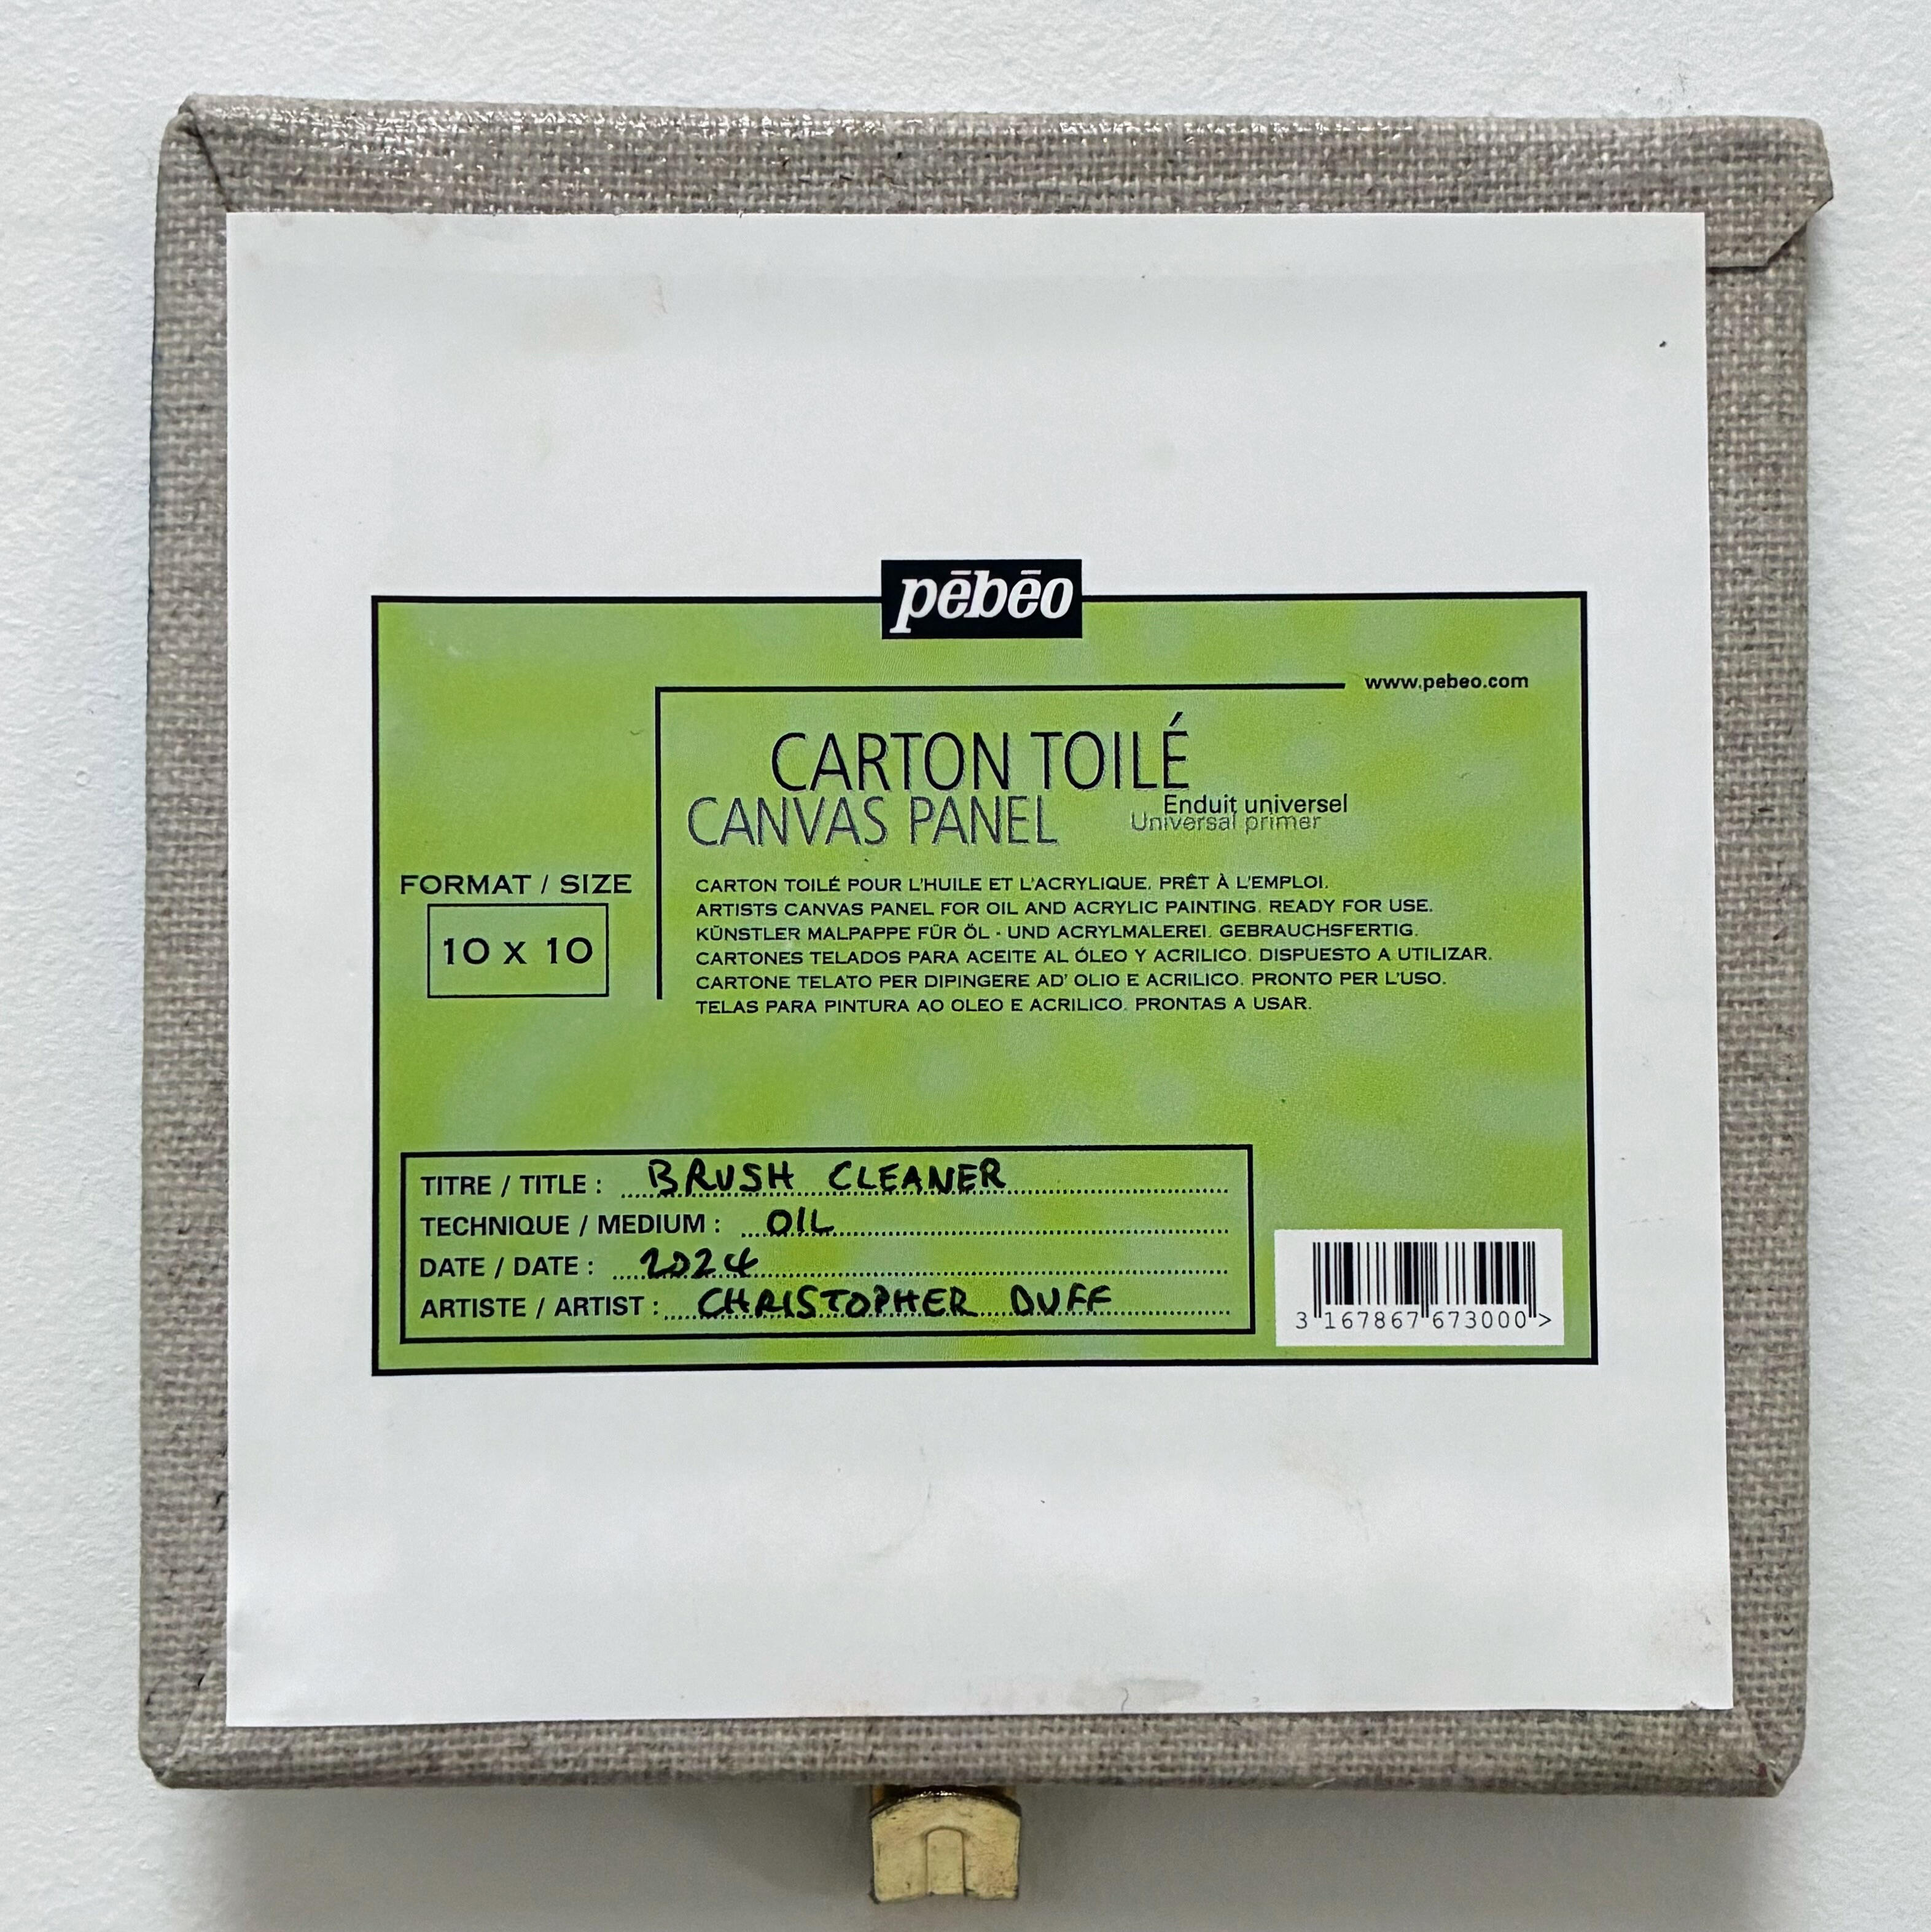 pēbēo
www.pebeo.com
CARTON TOILÉ
CANVAS PANEL
Enduit universel
Universal primer
FORMAT / SIZE
10 x 10
CARTON TOILÉ POUR L'HUILE ET L'ACRYLIQUE. PRÊT À L'EMPLOI.
ARTISTS CANVAS PANEL FOR OIL AND ACRYLIC PAINTING. READY FOR USE.
KÜNSTLER MALPAPPE FÜR ÖL - UND ACRYLMALEREI. GEBRAUCHSFERTIG.
CARTONES TELADOS PARA ACEITE AL ÓLEO Y ACRILICO. DISPUESTO A UTILIZAR.
CARTONE TELATO PER DIPINGERE AD' OLIO E ACRILICO. PRONTO PER L'USO.
TELAS PARA PINTURA AO OLEO E ACRILICO. PRONTAS A USAR.
TITRE / TITLE : BRUSH CLEANER
TECHNIQUE / MEDIUM : OIL
DATE / DATE : 2024
ARTISTE / ARTIST : CHRISTOPHER DUFF
3 167867 673000 >